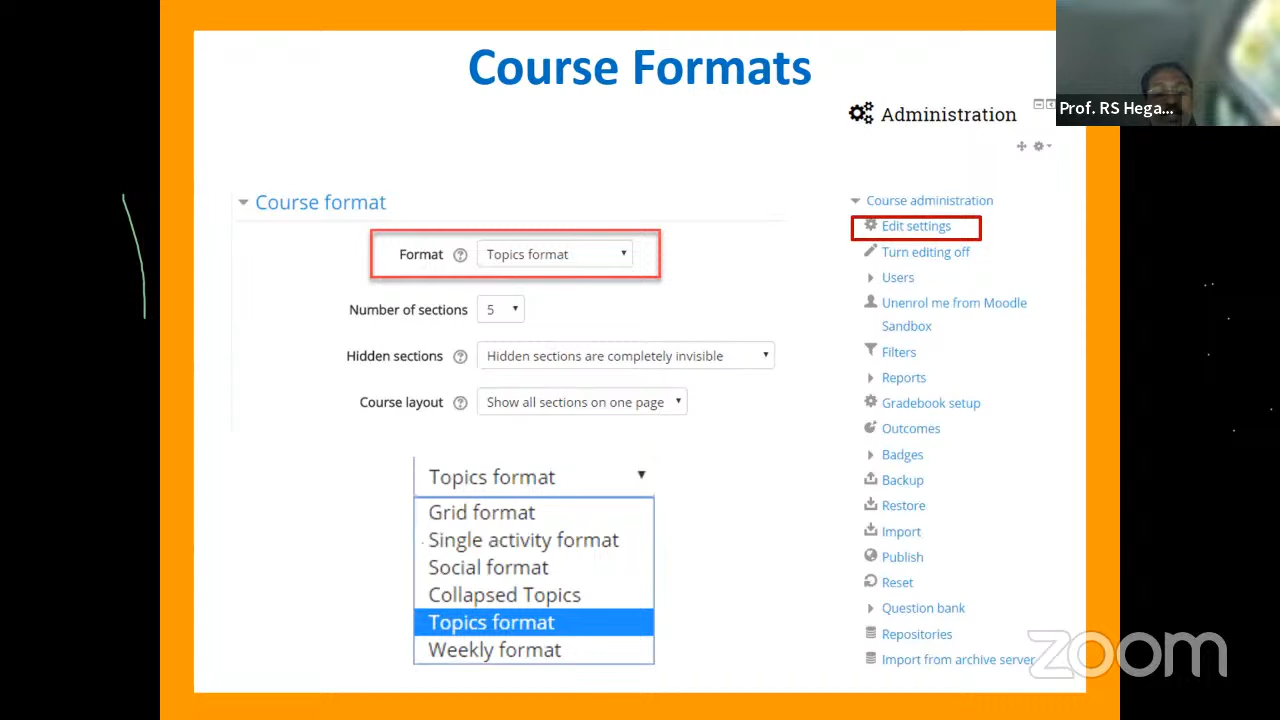 Course Formats
Prof. RS Hega...
Administration
Course format
Format
Topics format
Number of sections
5
Hidden sections
Hidden sections are completely invisible
Course layout
Show all sections on one page
Topics format
Grid format
Single activity format
Social format
Collapsed Topics
Topics format
Weekly format
Course administration
Edit settings
Turn editing off
Users
Unenrol me from Moodle
Sandbox
Filters
Reports
Gradebook setup
Outcomes
Badges
Backup
Restore
Import
Publish
Reset
Question bank
Repositories
Import from archive server
zoom